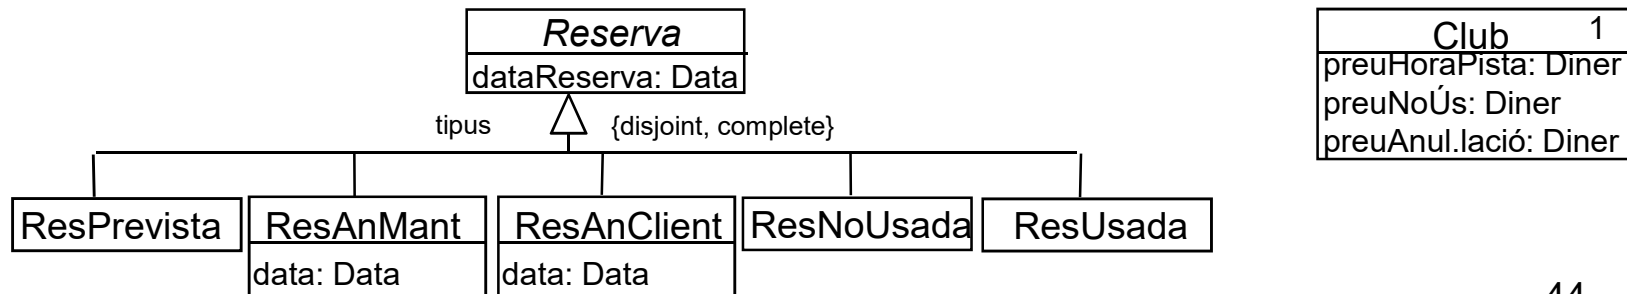 Reserva
dataReserva: Data
tipus
{disjoint, complete}
ResPrevista
ResAnMant
data: Data
ResAnClient
data: Data
ResNoUsada
ResUsada
Club 1
preuHoraPista: Diner
preuNoÚs: Diner
preuAnul.lació: Diner
44